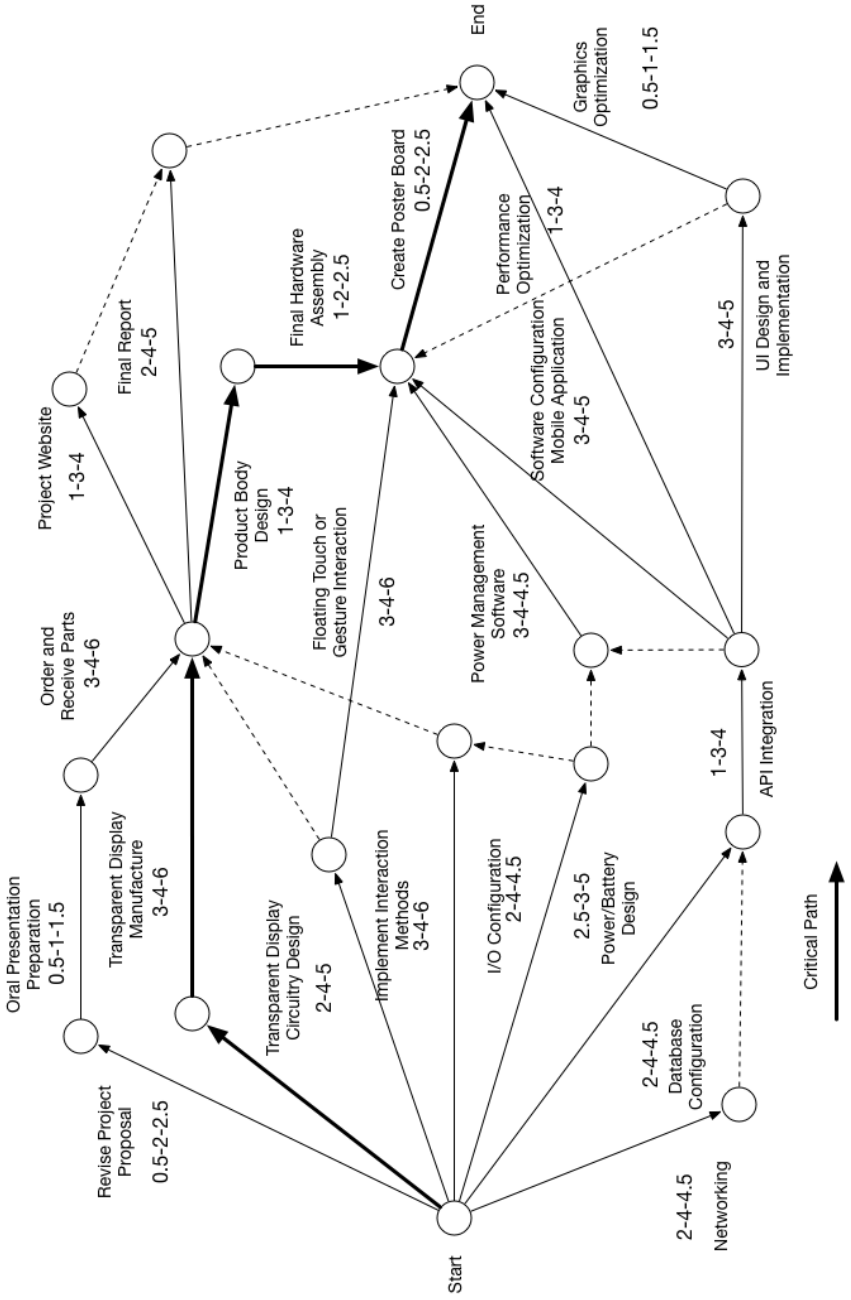 Oral Presentation
Preparation
0.5-1-1.5
Order and
Receive Parts
3-4-6
Project Website
1-3-4
Revise Project
Proposal
0.5-2-2.5
Transparent Display
Manufacture
3-4-6
Final Report
2-4-5
Product Body
Design
1-3-4
Final Hardware
Assembly
1-2-2.5
Transparent Display
Circuitry Design
2-4-5
Floating Touch or
Gesture Interaction
3-4-6
Create Poster Board
0.5-2-2.5
End
Start
Implement Interaction
Methods
3-4-6
I/O Configuration
2-4-4.5
Power Management
Software
3-4-4.5
Performance
Optimization
1-3-4
Software Configuration
Mobile Application
3-4-5
Graphics
Optimization
0.5-1-1.5
2.5-3-5
Power/Battery
Design
2-4-4.5
Database
Configuration
2-4-4.5
Networking
1-3-4
API Integration
3-4-5
UI Design and
Implementation
Critical Path